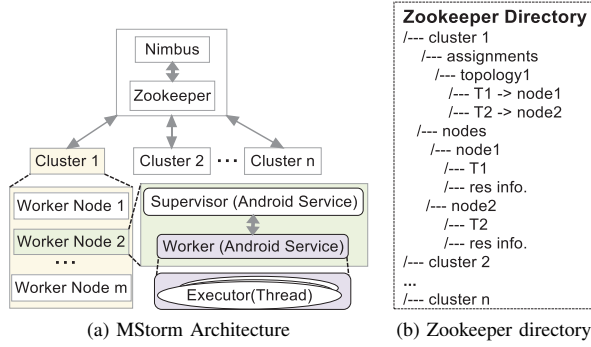 Nimbus
Zookeeper
Cluster 1
Cluster 2
...
Cluster n
Worker Node 1
Worker Node 2
...
Worker Node m
Supervisor (Android Service)
Worker (Android Service)
Executor(Thread)
(a) MStorm Architecture
Zookeeper Directory
/--- cluster 1
/--- assignments
/--- topology1
/--- T1 -> node1
/--- T2 -> node2
/--- nodes
/--- node1
/--- T1
/--- res info.
/--- node2
/--- T2
/--- res info.
/--- cluster 2
...
/--- cluster n
(b) Zookeeper directory